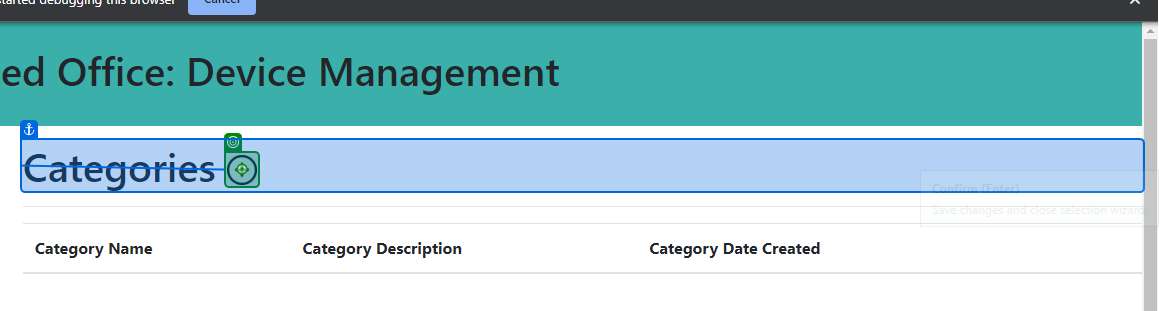 started debugging this browser Cancel
ed Office: Device Management
Categories
Confirm (Enter)
Save changes and close selection wizard.
Category Name Category Description Category Date Created